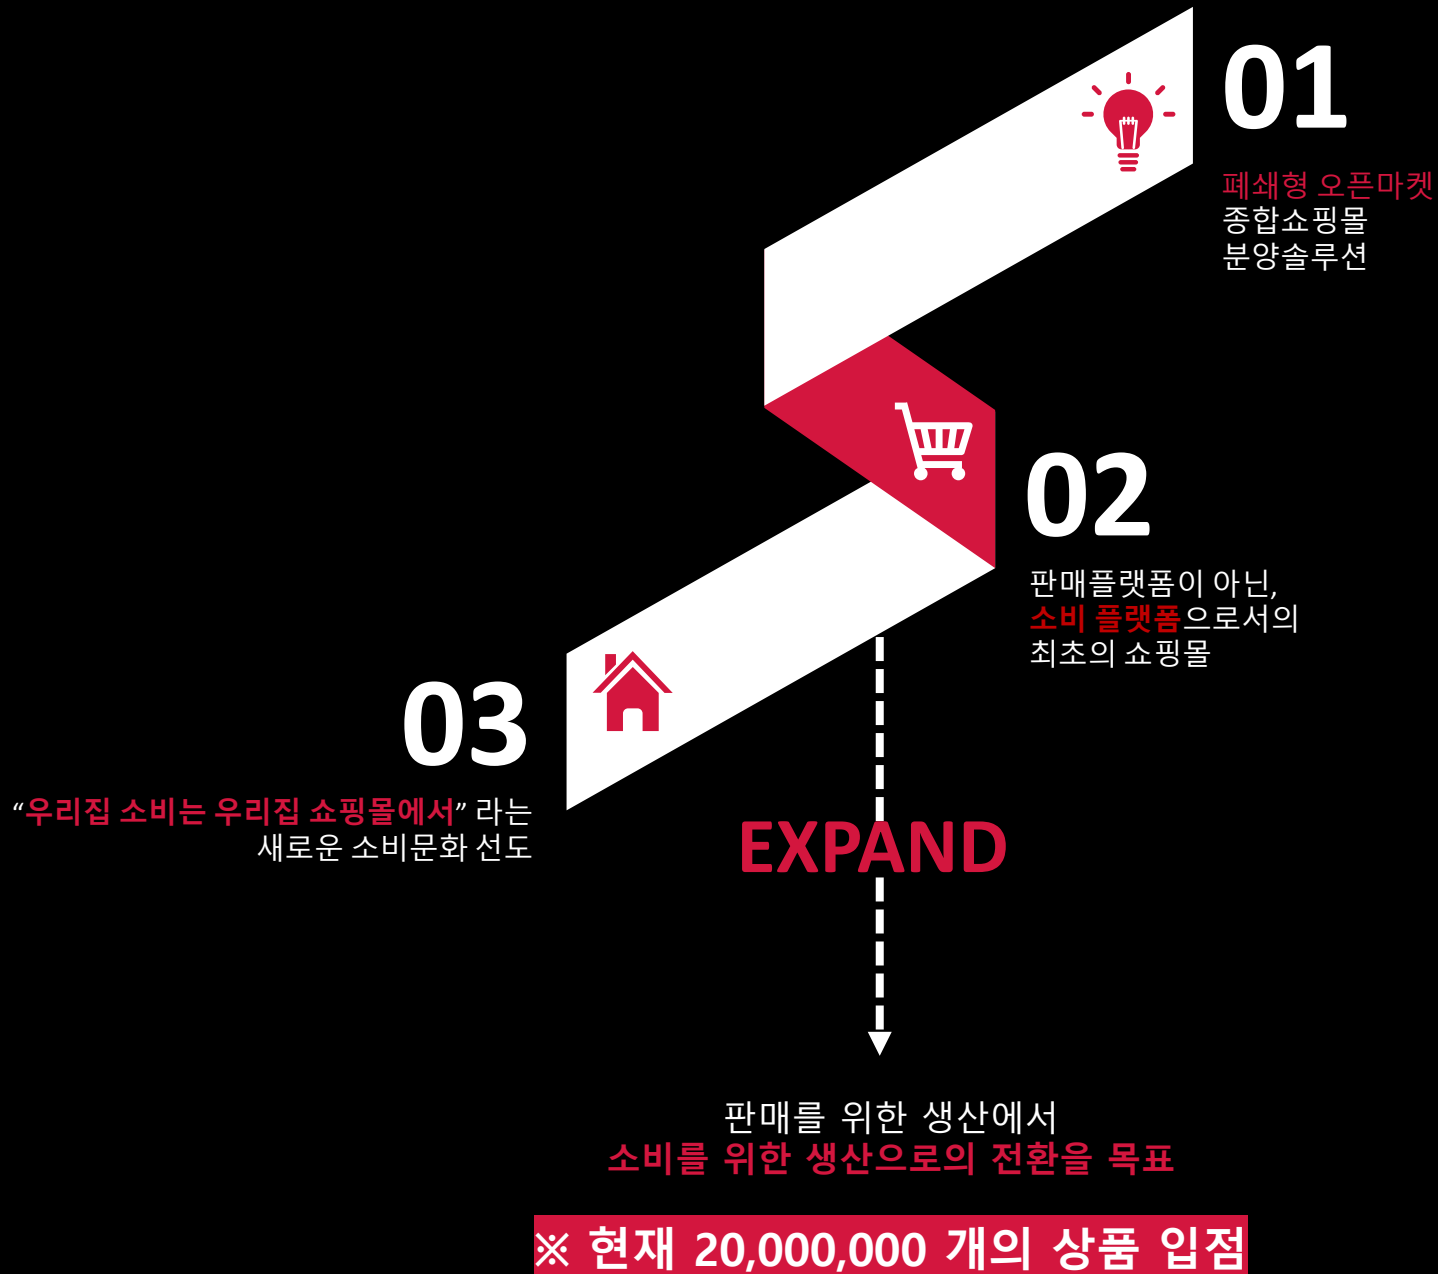 01
폐쇄형 오픈마켓
종합쇼핑몰
분양솔루션
02
판매플랫폼이 아닌,
소비 플랫폼으로서의
최초의 쇼핑몰
03
“우리집 소비는 우리집 쇼핑몰에서” 라는
새로운 소비문화 선도
EXPAND
판매를 위한 생산에서
소비를 위한 생산으로의 전환을 목표
※ 현재 20,000,000 개의 상품 입점